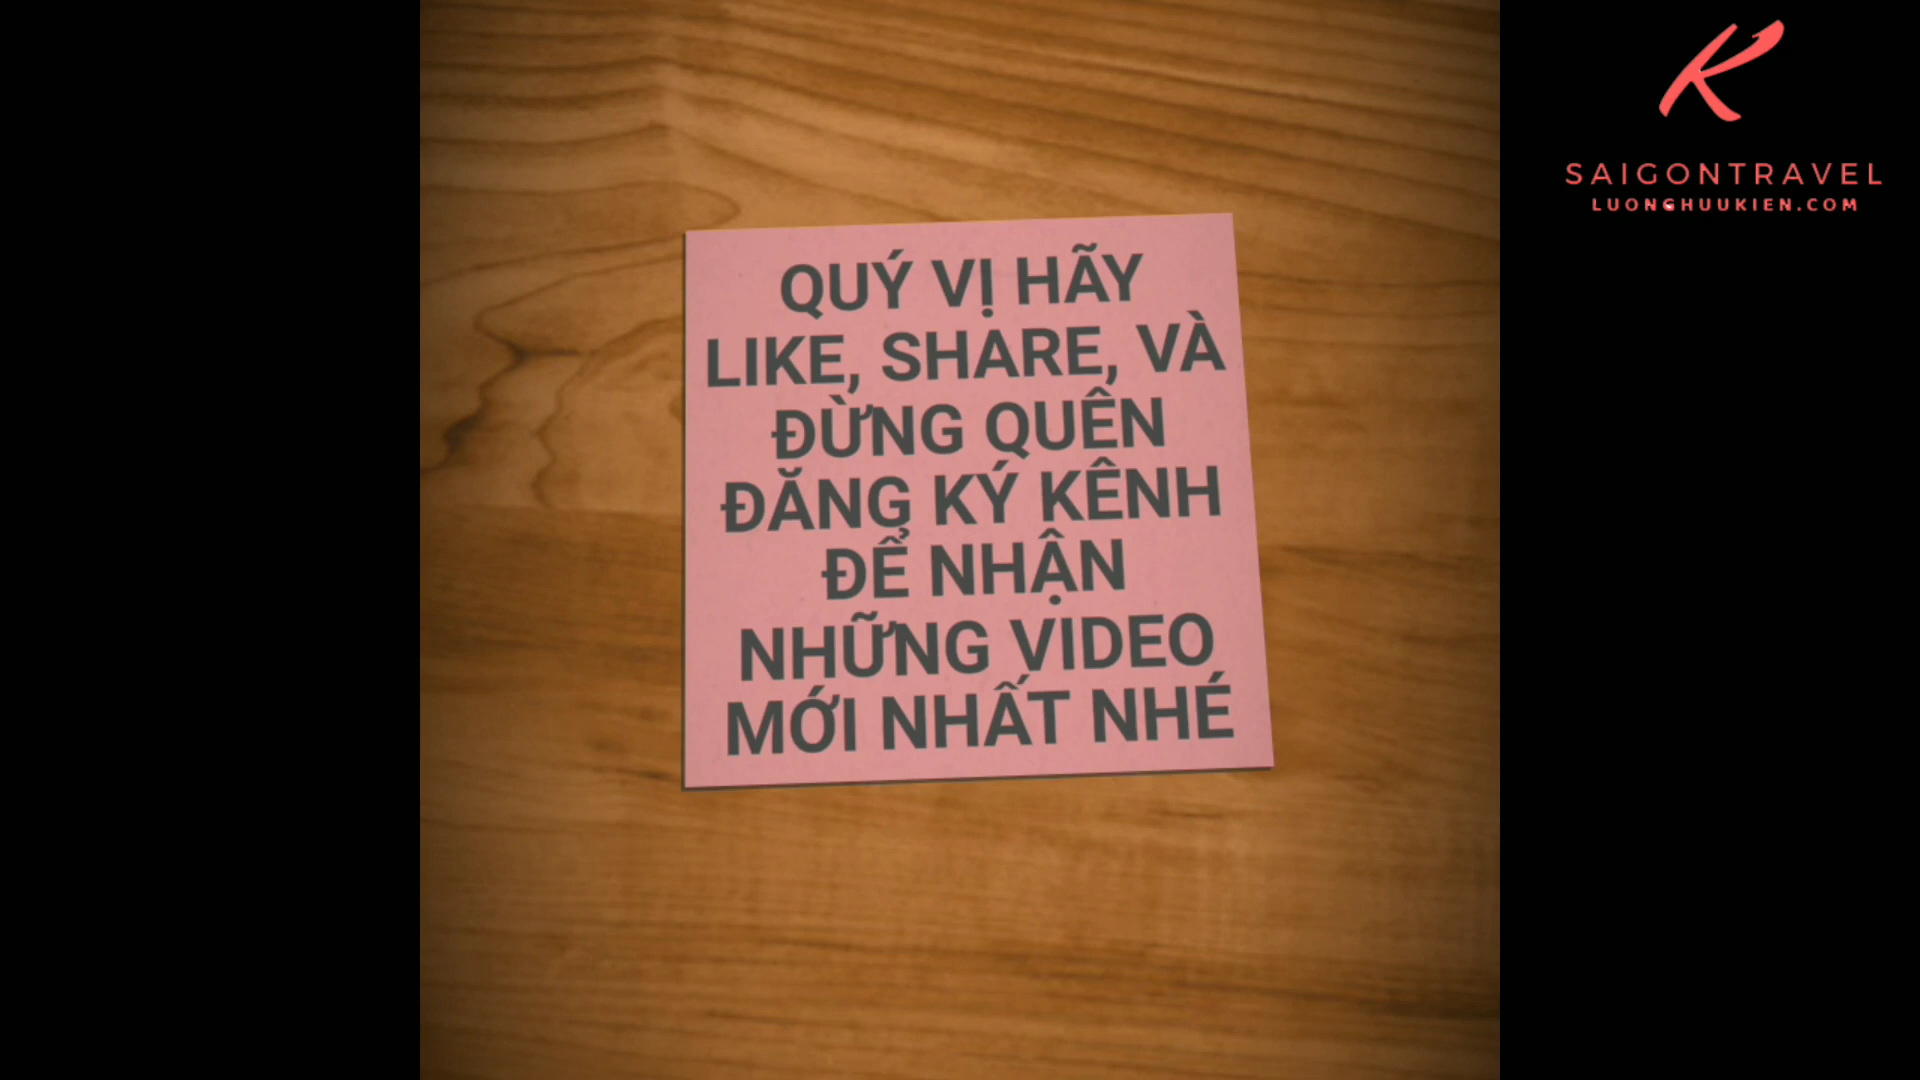 QUÝ VỊ HÃY
LIKE, SHARE, VÀ
ĐỪNG QUÊN
ĐĂNG KÝ KÊNH
ĐỂ NHẬN
NHỮNG VIDEO
MỚI NHẤT NHÉ
K
SAIGONTRAVEL
LUONGHUUKIEN.COM